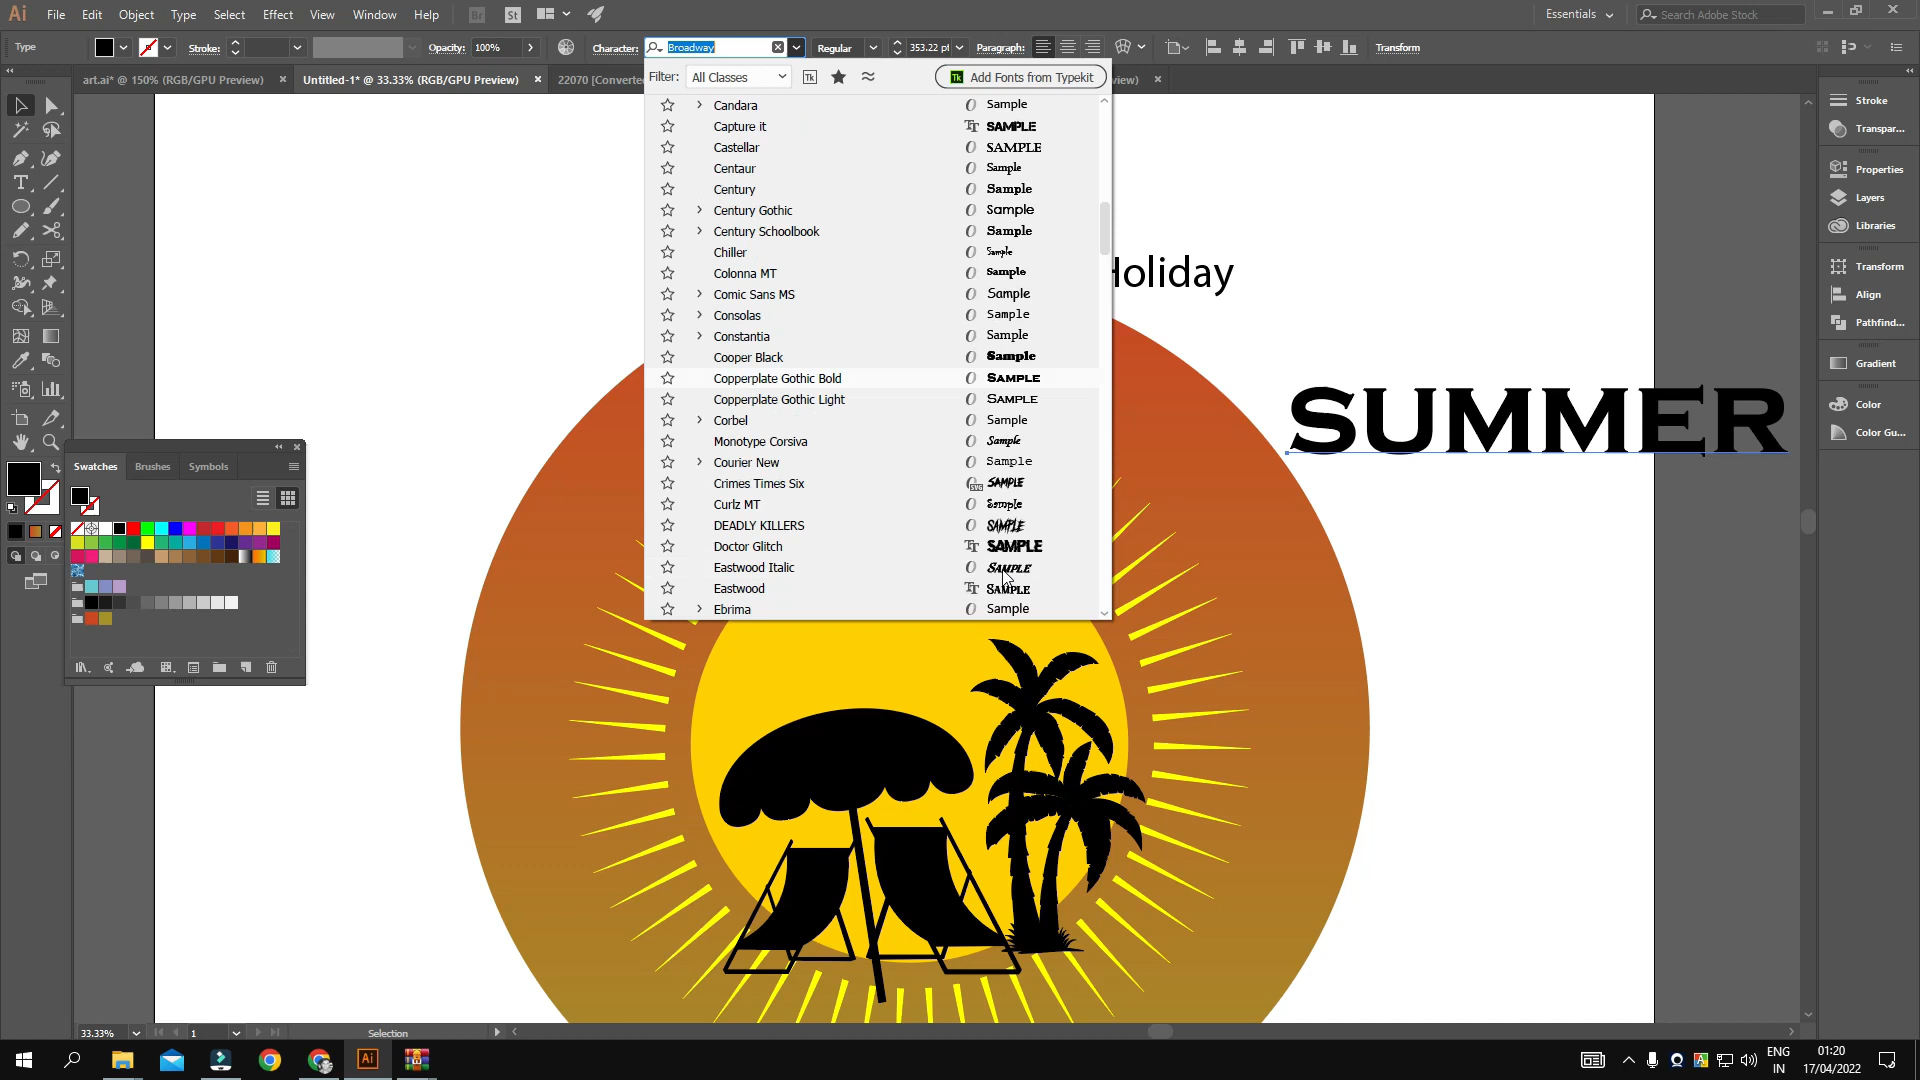 Ai File Edit Object Type Select Effect View Window Help Br St Essentials Search Adobe Stock
Type Stroke: Opacity: 100% Character: Broadway Regular 353.22 pt Paragraph: Transform
art.ai* @ 150% (RGB/GPU Preview) × Untitled-1* @ 33.33% (RGB/GPU Preview) × 22070 [Converte view) ×
Filter: All Classes Tk Tk Add Fonts from Typekit
Candara Sample
Capture it SAMPLE
Castellar SAMPLE
Centaur Sample
Century Sample
Century Gothic Sample
Century Schoolbook Sample
Chiller Sample
Colonna MT Sample
Comic Sans MS Sample
Consolas Sample
Constantia Sample
Cooper Black Sample
Copperplate Gothic Bold SAMPLE
Copperplate Gothic Light SAMPLE
Corbel Sample
Monotype Corsiva Sample
Courier New Sample
Crimes Times Six SAMPLE
Curlz MT Sample
DEADLY KILLERS SAMPLE
Doctor Glitch SAMPLE
Eastwood Italic SAMPLE
Eastwood SAMPLE
Ebrima Sample
Holiday
SUMMER
Swatches Brushes Symbols
Stroke
Transpar...
Properties
Layers
Libraries
Transform
Align
Pathfind...
Gradient
Color
Color Gu...
33.33% 1 Selection
Ai ENG IN 01:20 17/04/2022